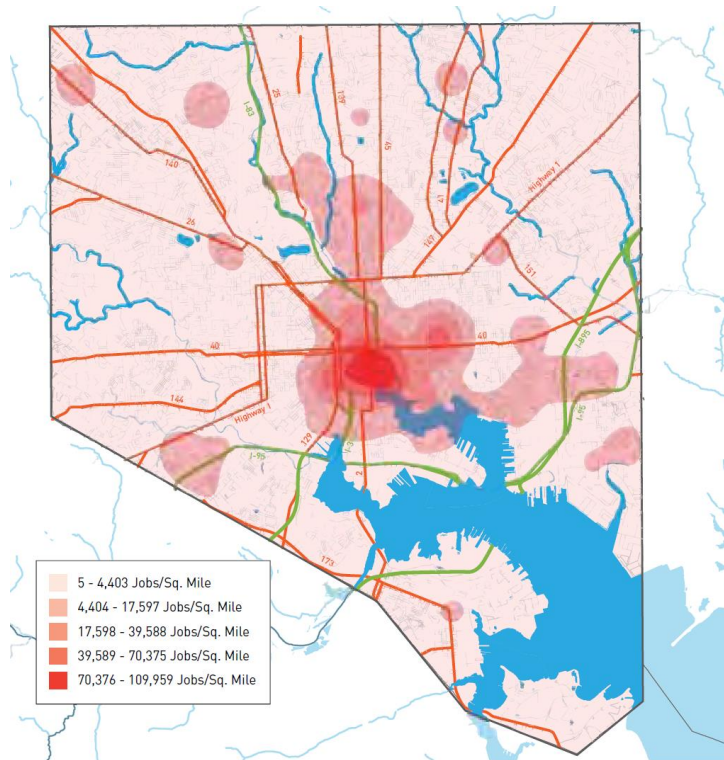 I-83
25
139
45
41
147
Highway 1
140
26
151
40
40
I-895
I-95
144
Highway 1
129
I-95
2
173
5 - 4,403 Jobs/Sq. Mile
4,404 - 17,597 Jobs/Sq. Mile
17,598 - 39,588 Jobs/Sq. Mile
39,589 - 70,375 Jobs/Sq. Mile
70,376 - 109,959 Jobs/Sq. Mile